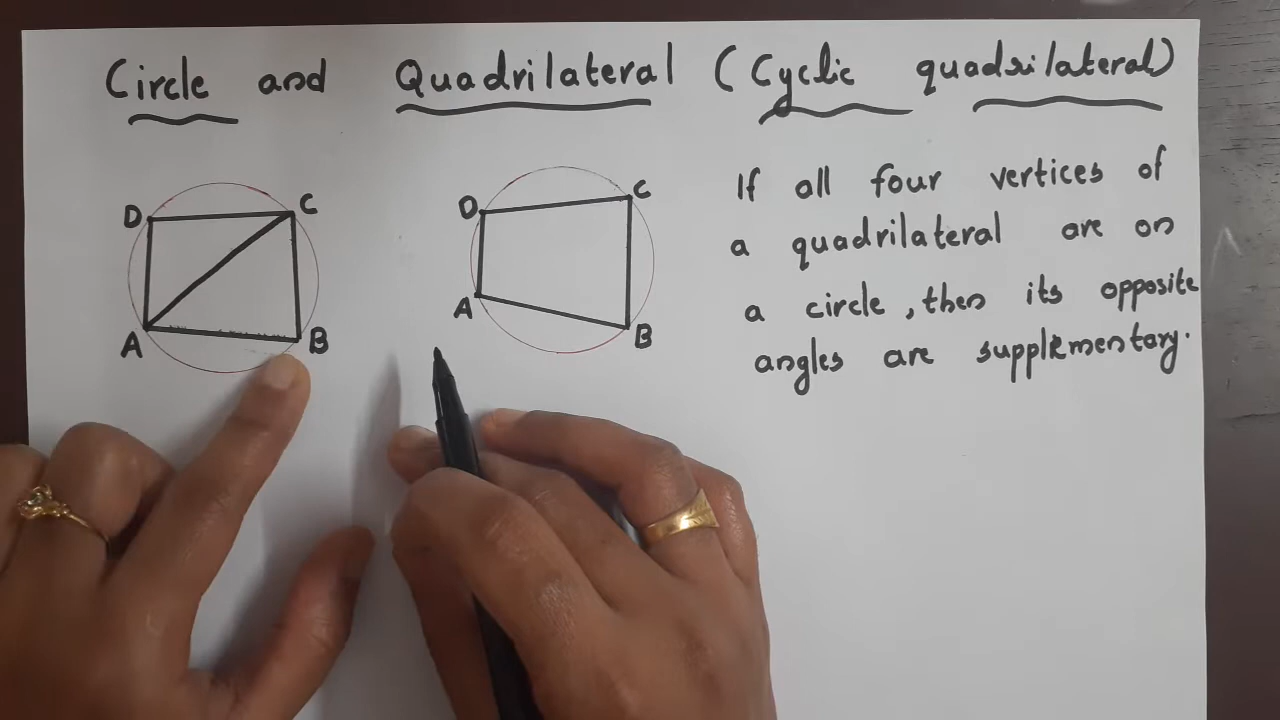 Circle and Quadrilateral (Cyclic quadrilateral)
D C
A B
D C
A B
If all four vertices of
a quadrilateral are on
a circle, then its opposite
angles are supplementary.